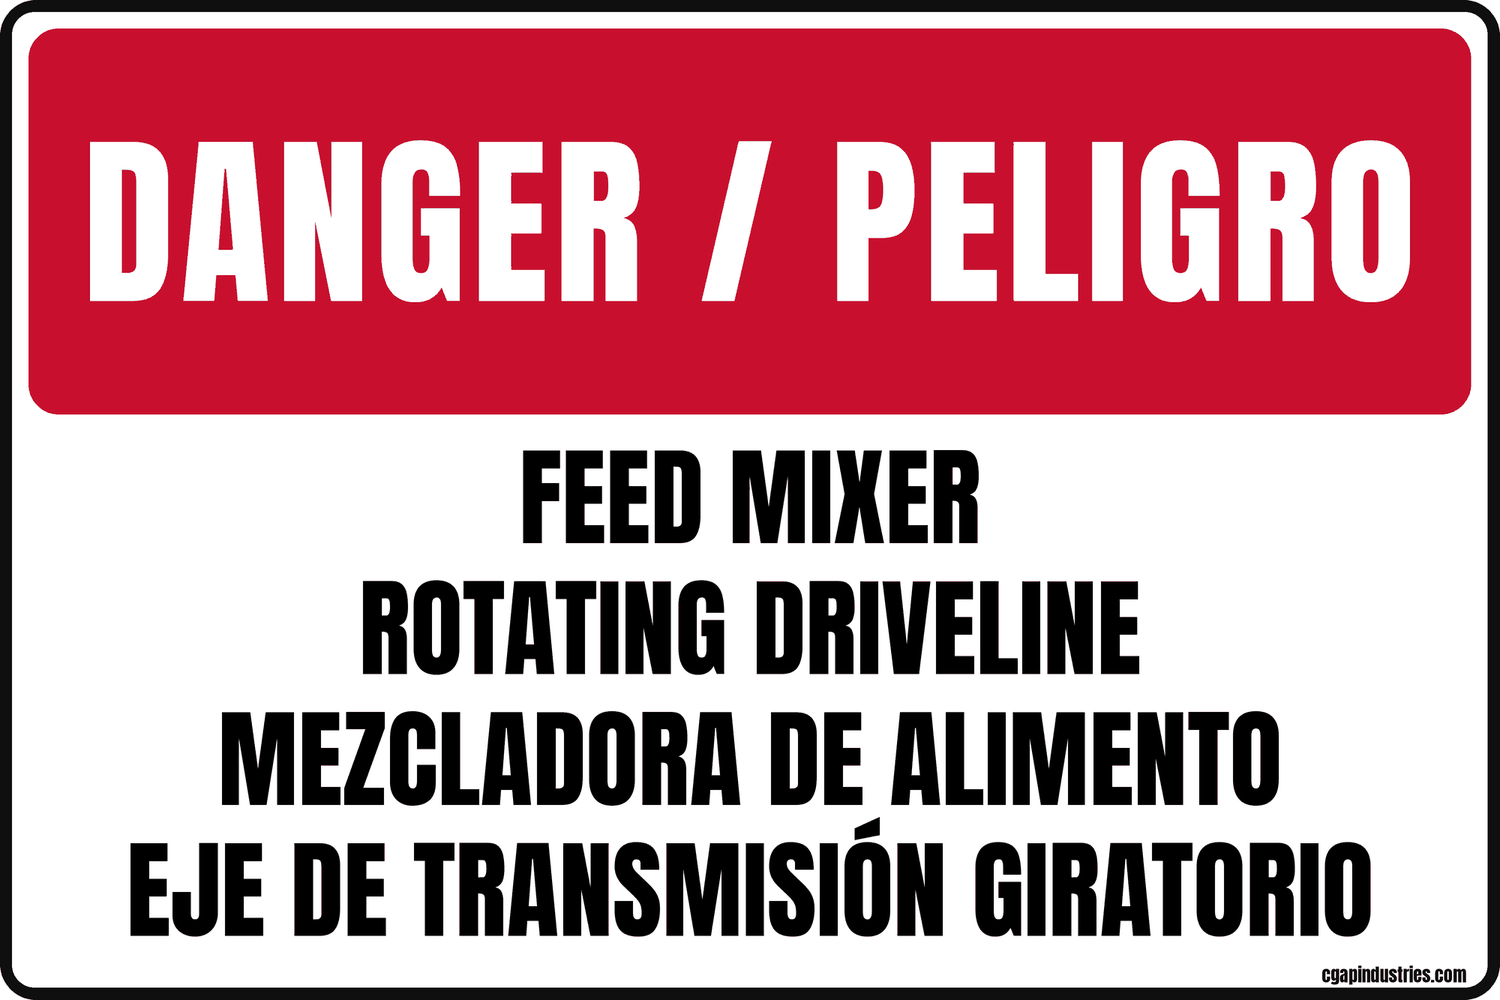 DANGER / PELIGRO
FEED MIXER
ROTATING DRIVELINE
MEZCLADORA DE ALIMENTO
EJE DE TRANSMISIÓN GIRATORIO
cgapindustries.com